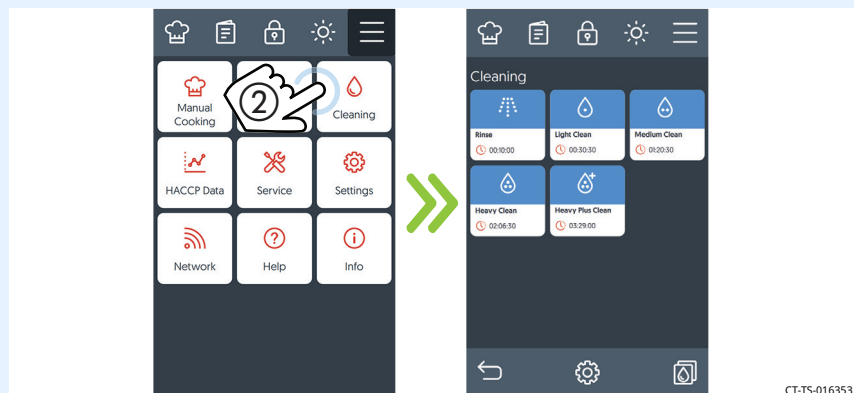 Manual
Cooking
2
Cleaning
HACCP Data
Service
Settings
Network
Help
Info
Cleaning
Rinse
00:10:00
Light Clean
00:30:30
Medium Clean
01:20:30
Heavy Clean
02:06:30
Heavy Plus Clean
03:29:00
CT-TS-016353